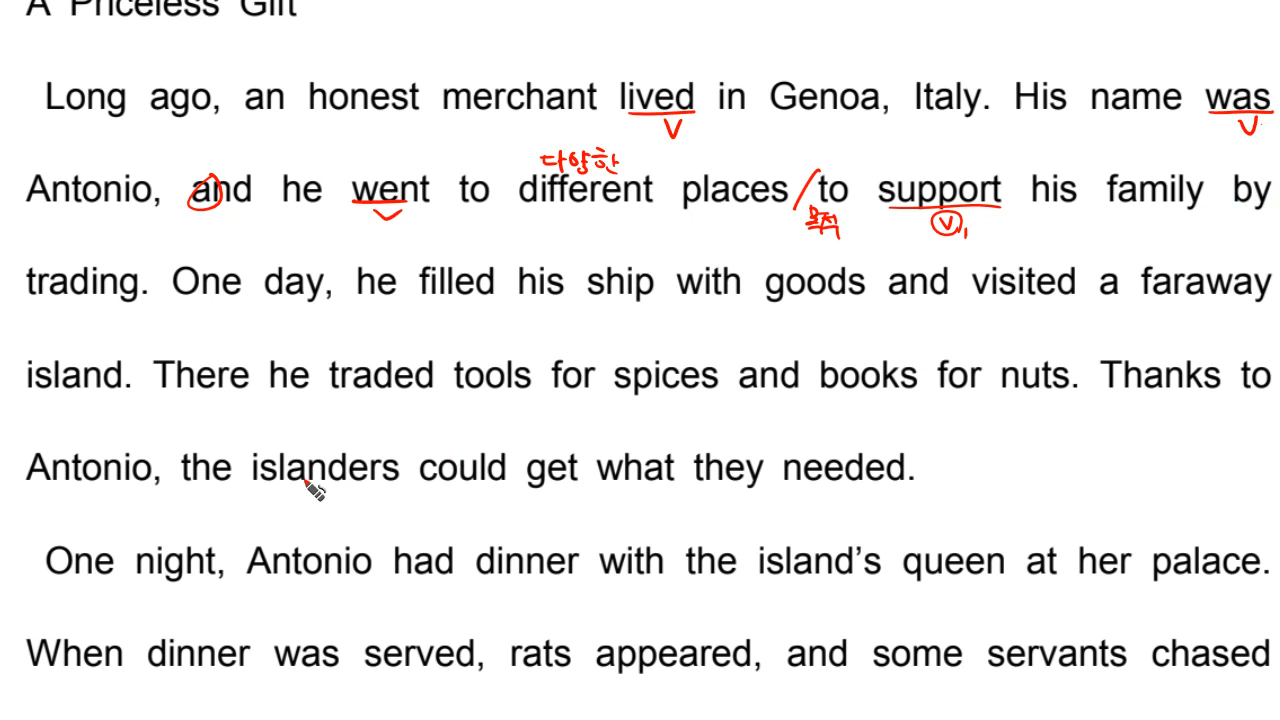 A Priceless Gift
Long ago, an honest merchant lived in Genoa, Italy. His name was
V V
다양한
Antonio, and he went to different places / to support his family by
V 목적 V1
trading. One day, he filled his ship with goods and visited a faraway
island. There he traded tools for spices and books for nuts. Thanks to
Antonio, the islanders could get what they needed.
One night, Antonio had dinner with the island’s queen at her palace.
When dinner was served, rats appeared, and some servants chased